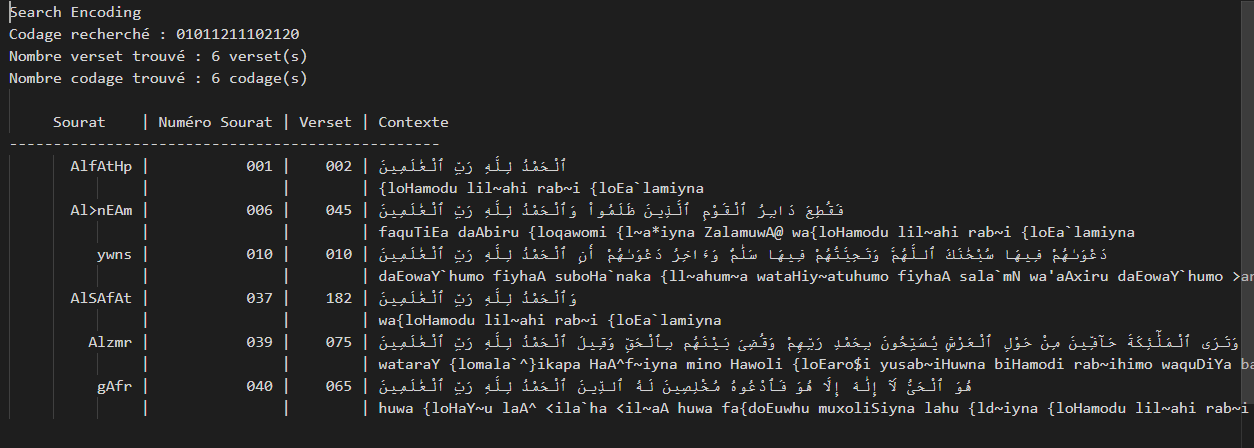 Search Encoding
Codage recherché : 01011211102120
Nombre verset trouvé : 6 verset(s)
Nombre codage trouvé : 6 codage(s)
Sourat | Numéro Sourat | Verset | Contexte
-------------------------------------------------
AlfAtHp | 001 | 002 | ٱلْحَمْدُ لِلَّهِ رَبِّ ٱلْعَٰلَمِينَ
| | | {loHamodu lil~ahi rab~i {loEa`lamiyna
Al>nEAm | 006 | 045 | فَقُطِعَ دَابِرُ ٱلْقَوْمِ ٱلَّذِينَ ظَلَمُوا۟ وَٱلْحَمْدُ لِلَّهِ رَبِّ ٱلْعَٰلَمِينَ
| | | faquTiEa daAbiru {loqawomi {l~a*iyna ZalamuwA@ wa{loHamodu lil~ahi rab~i {loEa`lamiyna
ywns | 010 | 010 | دَعْوَىٰهُمْ فِيهَا سُبْحَٰنَكَ ٱللَّهُمَّ وَتَحِيَّتُهُمْ فِيهَا سَلَٰمٌ وَءَاخِرُ دَعْوَىٰهُمْ أَنِ ٱلْحَمْدُ لِلَّهِ رَبِّ ٱلْعَٰلَمِينَ
| | | daEowaY`humo fiyhaA suboHa`naka {ll~ahum~a wataHiy~atuhumo fiyhaA sala`mN wa'aAxiru daEowaY`humo >an
AlSAfAt | 037 | 182 | وَٱلْحَمْدُ لِلَّهِ رَبِّ ٱلْعَٰلَمِينَ
| | | wa{loHamodu lil~ahi rab~i {loEa`lamiyna
Alzmr | 039 | 075 | وَتَرَى ٱلْمَلَٰٓئِكَةَ حَآفِّينَ مِنْ حَوْلِ ٱلْعَرْشِ يُسَبِّحُونَ بِحَمْدِ رَبِّهِمْ وَقُضِىَ بَيْنَهُم بِٱلْحَقِّ وَقِيلَ ٱلْحَمْدُ لِلَّهِ رَبِّ ٱلْعَٰلَمِينَ
| | | wataraY {lomala`^}ikapa HaA^f~iyna mino Hawoli {loEaro$i yusab~iHuwna biHamodi rab~ihimo waquDiYa ba
gAfr | 040 | 065 | هُوَ ٱلْحَىُّ لَآ إِلَٰهَ إِلَّا هُوَ فَٱدْعُوهُ مُخْلِصِينَ لَهُ ٱلدِّينَ ٱلْحَمْدُ لِلَّهِ رَبِّ ٱلْعَٰلَمِينَ
| | | huwa {loHaY~u laA^ <ila`ha <il~aA huwa fa{doEuwhu muxoliSiyna lahu {ld~iyna {loHamodu lil~ahi rab~i